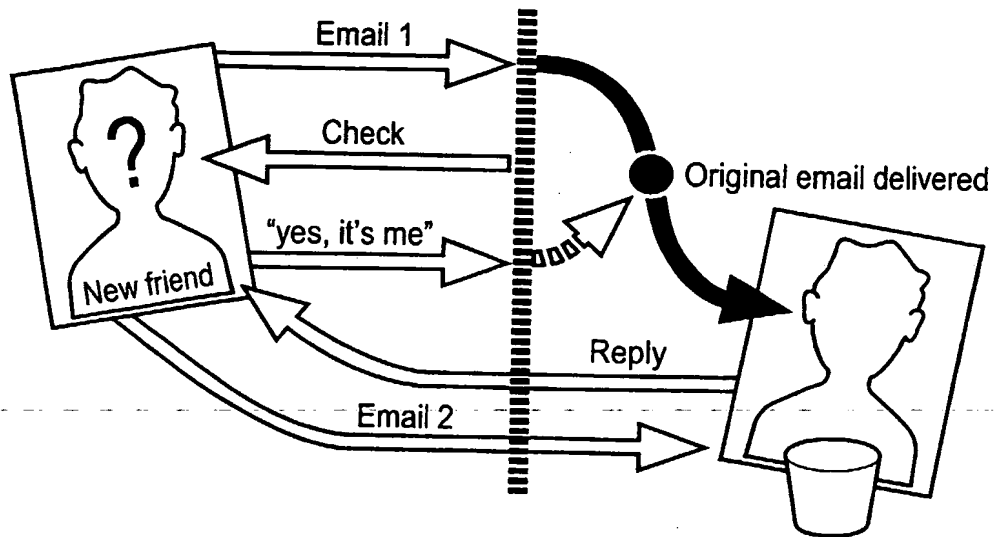 Email 1
Check
?
Original email delivered
"yes, it's me"
New friend
Reply
Email 2